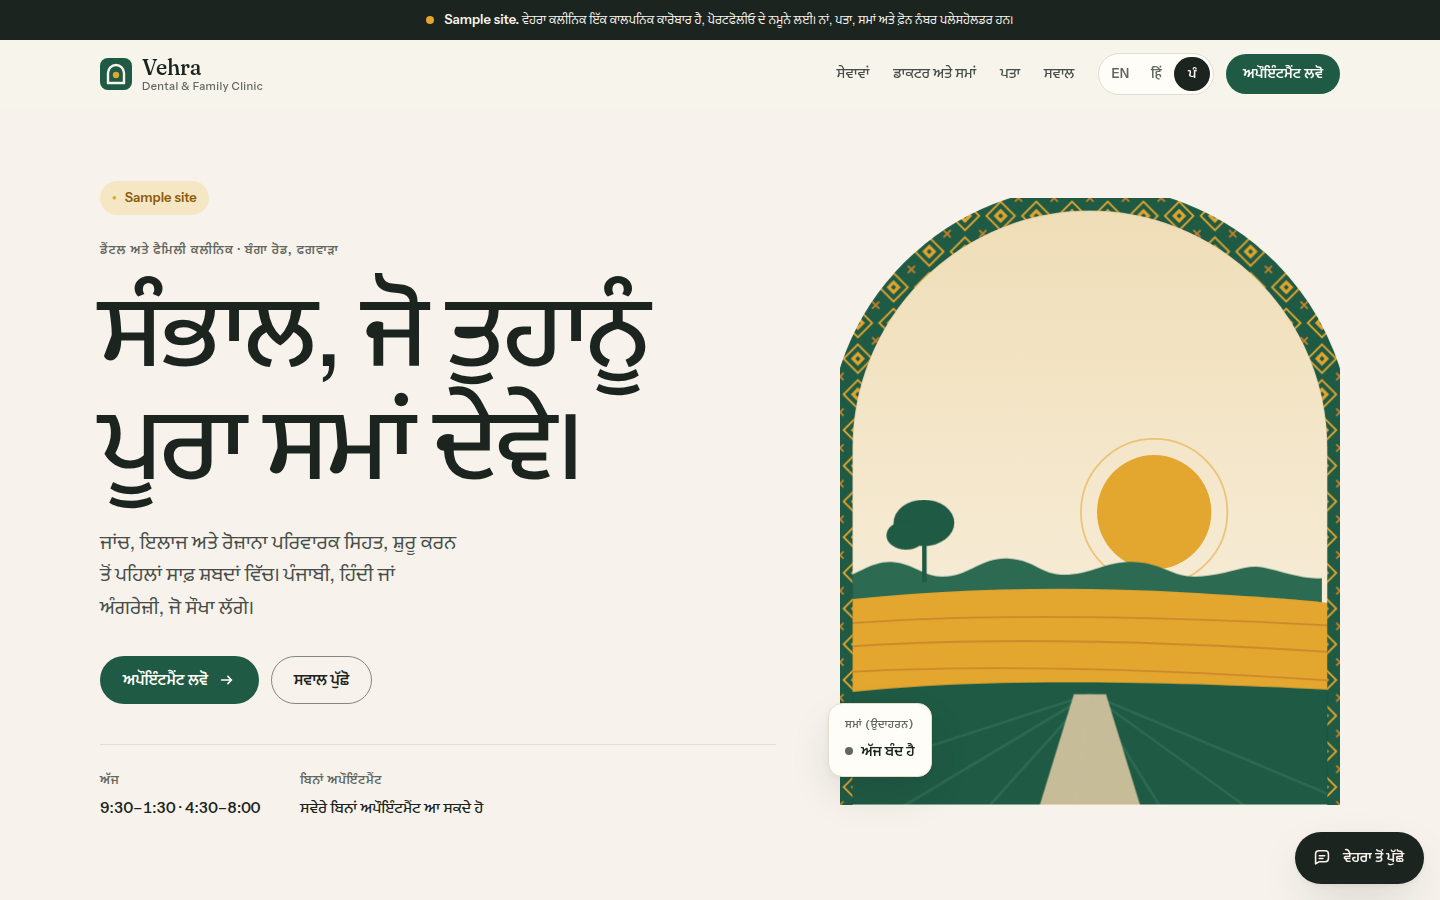 Sample site. ਵੇਹਰਾ ਕਲੀਨਿਕ ਇੱਕ ਕਾਲਪਨਿਕ ਕਾਰੋਬਾਰ ਹੈ, ਪੋਰਟਫੋਲੀਓ ਦੇ ਨਮੂਨੇ ਲਈ। ਨਾਂ, ਪਤਾ, ਸਮਾਂ ਅਤੇ ਫ਼ੋਨ ਨੰਬਰ ਪਲੇਸਹੋਲਡਰ ਹਨ।
Vehra
Dental & Family Clinic
ਸੇਵਾਵਾਂ ਡਾਕਟਰ ਅਤੇ ਸਮਾਂ ਪਤਾ ਸਵਾਲ EN हिं ਪੰ ਅਪੌਇੰਟਮੈਂਟ ਲਵੋ
Sample site
ਡੈਂਟਲ ਅਤੇ ਫੈਮਿਲੀ ਕਲੀਨਿਕ · ਬੰਗਾ ਰੋਡ, ਫਗਵਾੜਾ
ਸੰਭਾਲ, ਜੋ ਤੁਹਾਨੂੰ
ਪੂਰਾ ਸਮਾਂ ਦੇਵੇ।
ਜਾਂਚ, ਇਲਾਜ ਅਤੇ ਰੋਜ਼ਾਨਾ ਪਰਿਵਾਰਕ ਸਿਹਤ, ਸ਼ੁਰੂ ਕਰਨ
ਤੋਂ ਪਹਿਲਾਂ ਸਾਫ਼ ਸ਼ਬਦਾਂ ਵਿੱਚ। ਪੰਜਾਬੀ, ਹਿੰਦੀ ਜਾਂ
ਅੰਗਰੇਜ਼ੀ, ਜੋ ਸੌਖਾ ਲੱਗੇ।
ਅਪੌਇੰਟਮੈਂਟ ਲਵੋ
ਸਵਾਲ ਪੁੱਛੋ
ਅੱਜ
9:30–1:30 · 4:30–8:00
ਬਿਨਾਂ ਅਪੌਇੰਟਮੈਂਟ
ਸਵੇਰੇ ਬਿਨਾਂ ਅਪੌਇੰਟਮੈਂਟ ਆ ਸਕਦੇ ਹੋ
ਸਮਾਂ (ਉਦਾਹਰਨ)
ਅੱਜ ਬੰਦ ਹੈ
ਵੇਹਰਾ ਤੋਂ ਪੁੱਛੋ